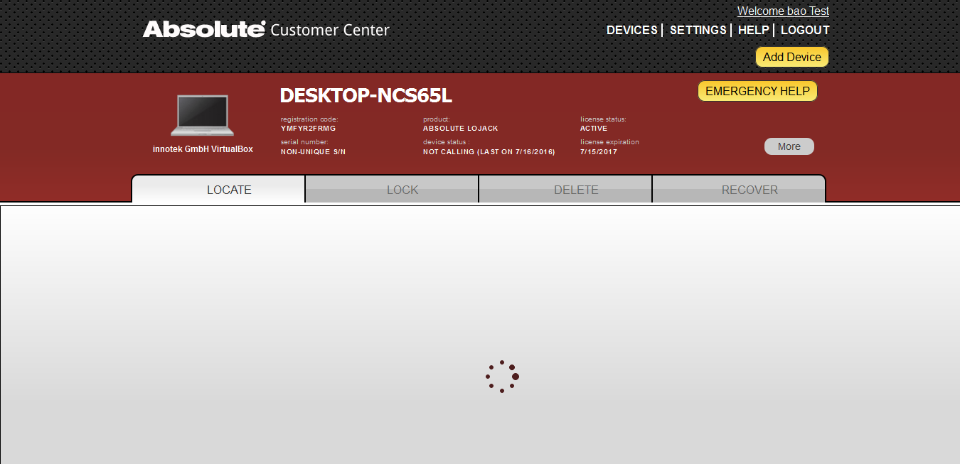 Welcome bao Test
Absolute Customer Center
DEVICES | SETTINGS | HELP | LOGOUT
Add Device
DESKTOP-NCS65L
EMERGENCY HELP
registration code: product: license status:
YMFYR2FRMG ABSOLUTE LOJACK ACTIVE
serial number: device status : license expiration
NON-UNIQUE S/N NOT CALLING (LAST ON 7/16/2016) 7/15/2017
innotek GmbH VirtualBox
More
LOCATE LOCK DELETE RECOVER